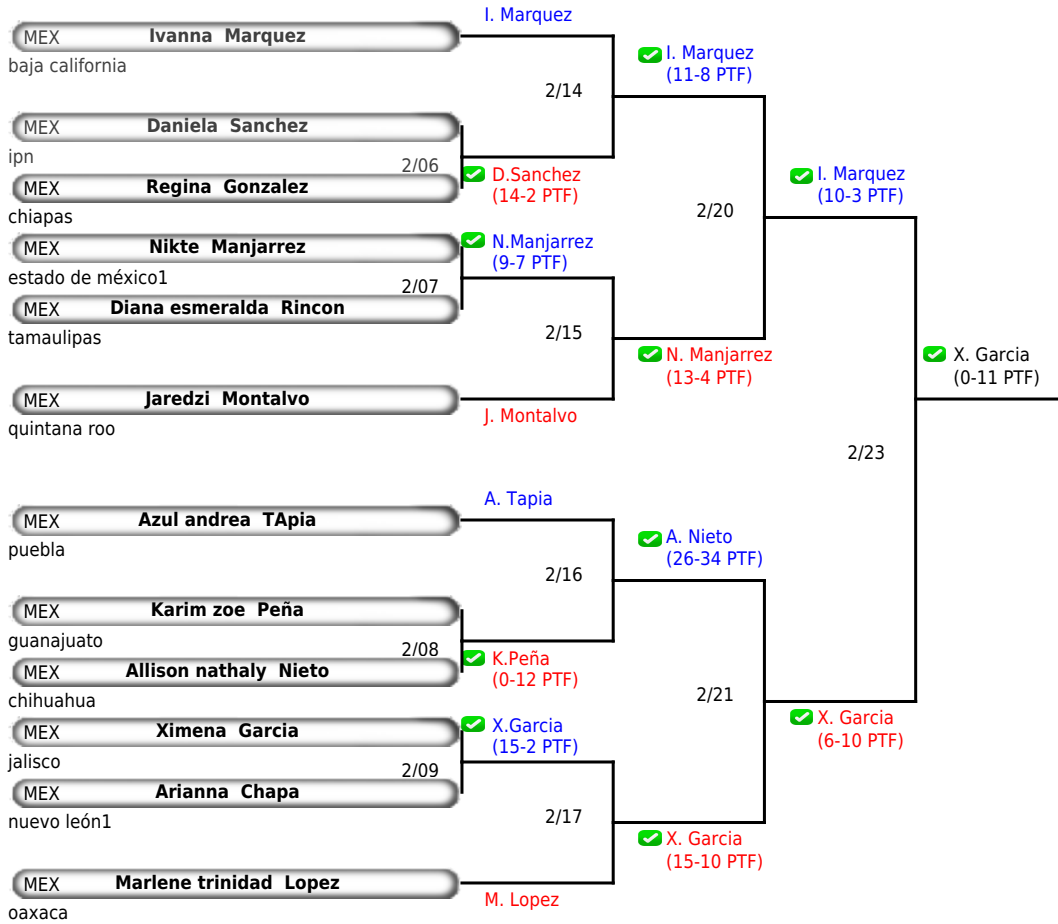 I. Marquez
MEX Ivanna Marquez
baja california
I. Marquez
(11-8 PTF)
2/14
MEX Daniela Sanchez
ipn
2/06
D.Sanchez
(14-2 PTF)
MEX Regina Gonzalez
chiapas
I. Marquez
(10-3 PTF)
2/20
MEX Nikte Manjarrez
estado de méxico1
N.Manjarrez
(9-7 PTF)
2/07
MEX Diana esmeralda Rincon
tamaulipas
2/15
N. Manjarrez
(13-4 PTF)
X. Garcia
(0-11 PTF)
MEX Jaredzi Montalvo
quintana roo
J. Montalvo
2/23
A. Tapia
MEX Azul andrea TApia
puebla
A. Nieto
(26-34 PTF)
2/16
MEX Karim zoe Peña
guanajuato
2/08
K.Peña
(0-12 PTF)
MEX Allison nathaly Nieto
chihuahua
2/21
X. Garcia
(6-10 PTF)
MEX Ximena Garcia
jalisco
X.Garcia
(15-2 PTF)
2/09
MEX Arianna Chapa
nuevo león1
2/17
X. Garcia
(15-10 PTF)
MEX Marlene trinidad Lopez
oaxaca
M. Lopez